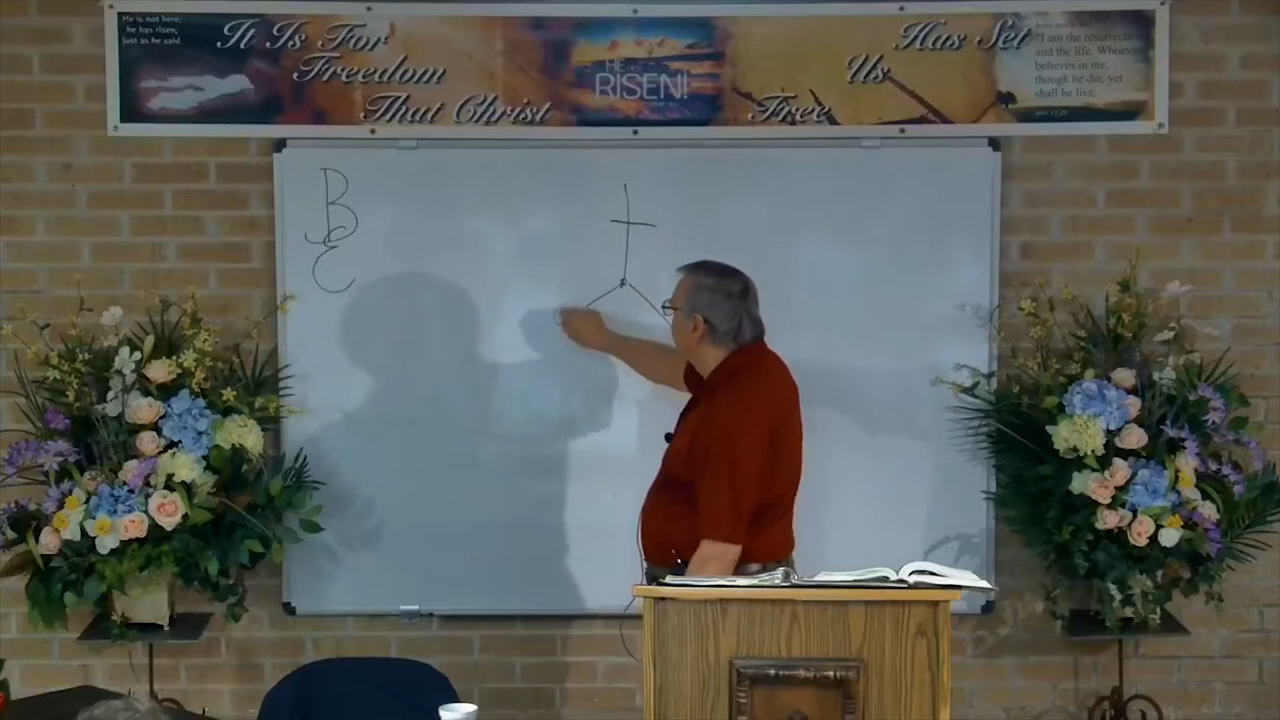 He is not here;
he has risen,
just as he said.
It Is For
Freedom
That Christ
HE
RISEN!
Has Set
Us
Free
"I am the resurrect
and the life. Whoev
believes in me,
though he die, yet
shall he live.
B
E